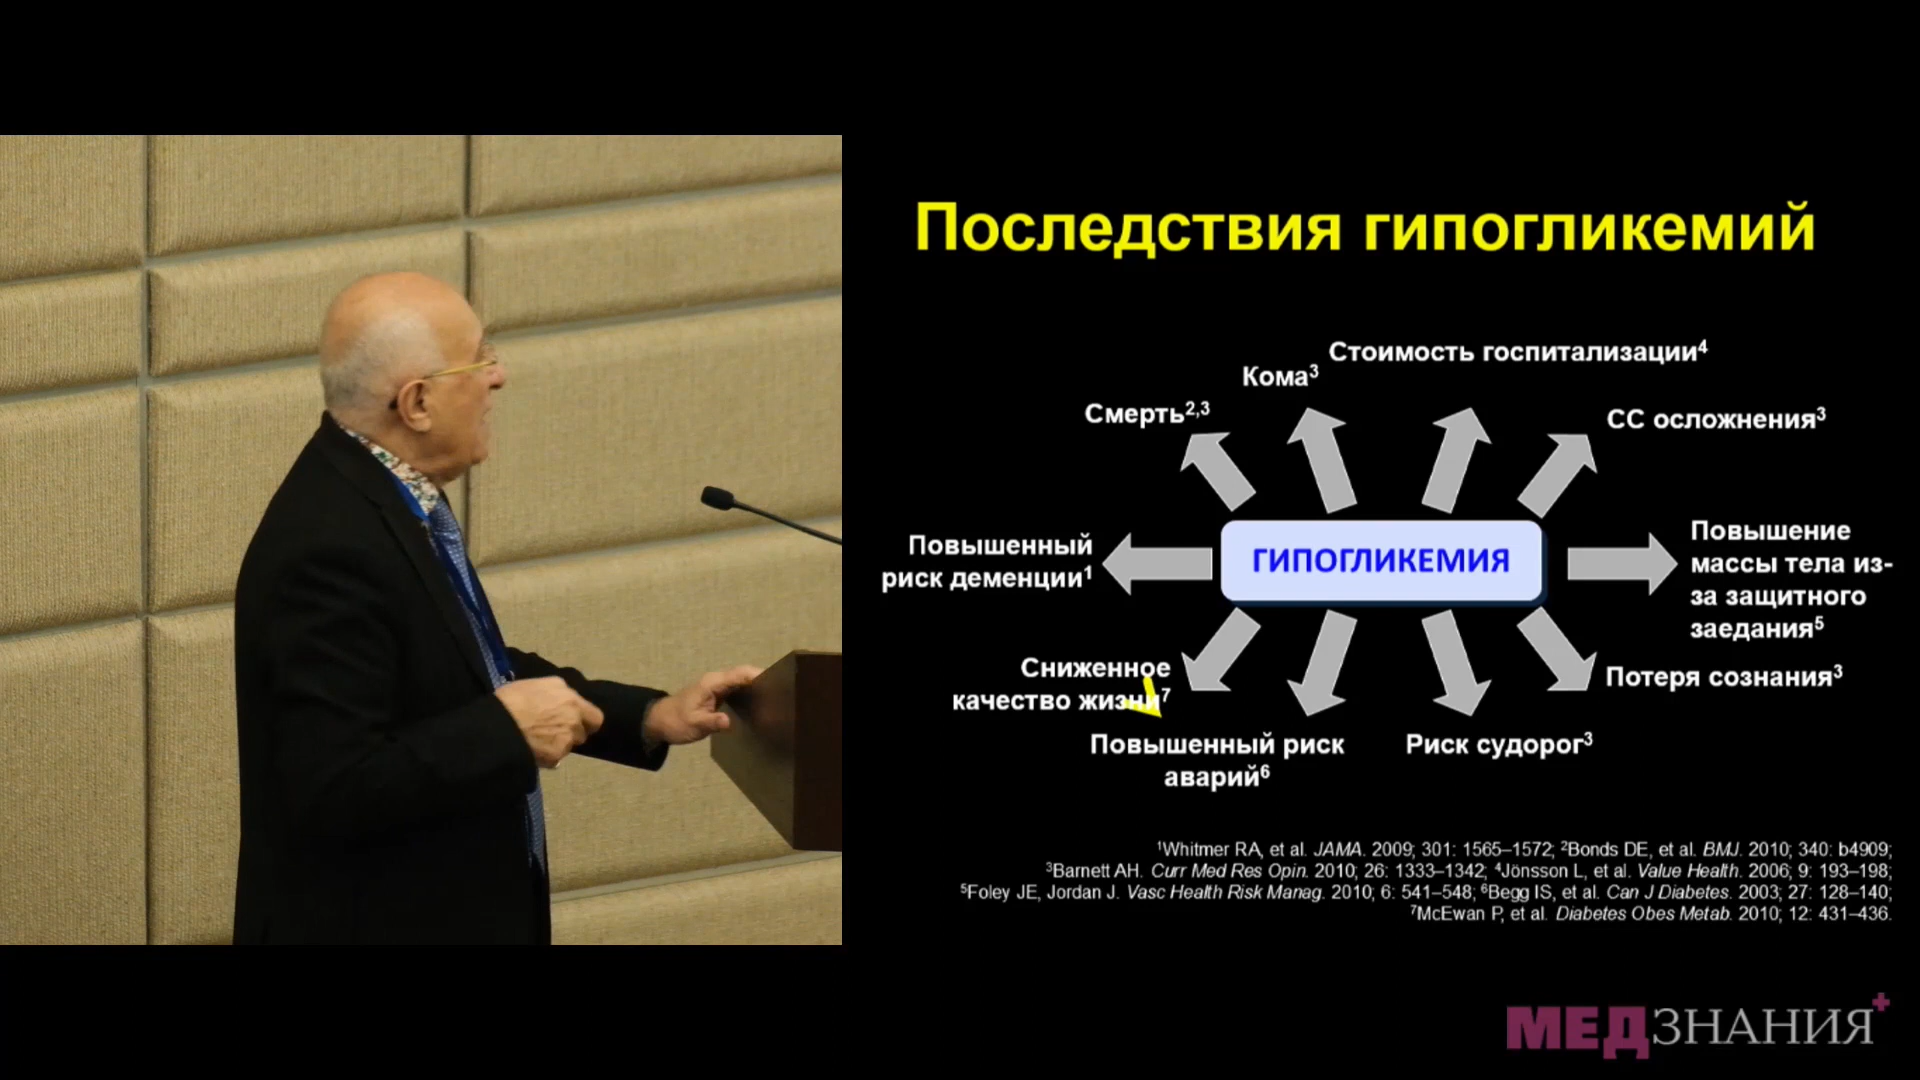 Последствия гипогликемий
Стоимость госпитализации⁴
Кома³
Смерть²,³
СС осложнения³
Повышенный
риск деменции¹
ГИПОГЛИКЕМИЯ
Повышение
массы тела из-
за защитного
заедания⁵
Сниженное
качество жизни⁷
Потеря сознания³
Повышенный риск
аварий⁶
Риск судорог³
¹Whitmer RA, et al. JAMA. 2009; 301: 1565–1572; ²Bonds DE, et al. BMJ. 2010; 340: b4909;
³Barnett AH. Curr Med Res Opin. 2010; 26: 1333–1342; ⁴Jönsson L, et al. Value Health. 2006; 9: 193–198;
⁵Foley JE, Jordan J. Vasc Health Risk Manag. 2010; 6: 541–548; ⁶Begg IS, et al. Can J Diabetes. 2003; 27: 128–140;
⁷McEwan P, et al. Diabetes Obes Metab. 2010; 12: 431–436.
МЕДЗНАНИЯ+